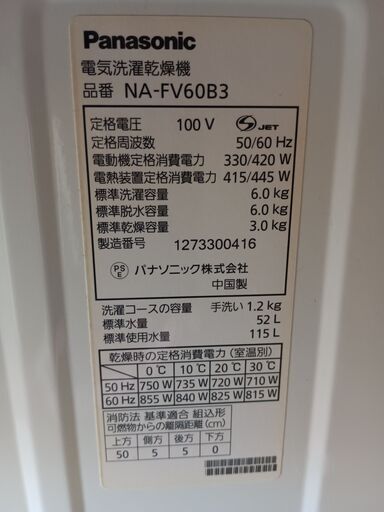 Panasonic
電気洗濯乾燥機
品番 NA-FV60B3
定格電圧 100 V S JET
定格周波数 50/60 Hz
電動機定格消費電力 330/420 W
電熱装置定格消費電力 415/445 W
標準洗濯容量 6.0 kg
標準脱水容量 6.0 kg
標準乾燥容量 3.0 kg
製造番号 1273300416
PSE パナソニック株式会社
中国製
洗濯コースの容量 手洗い 1.2 kg
標準水量 52 L
標準使用水量 115 L
乾燥時の定格消費電力 (室温別)
0℃ 10℃ 20℃ 30℃
50 Hz 750 W 735 W 720 W 710 W
60 Hz 855 W 840 W 825 W 815 W
消防法 基準適合 組込形
可燃物からの離隔距離(cm)
上方 側方 後方 下方
50 5 5 0